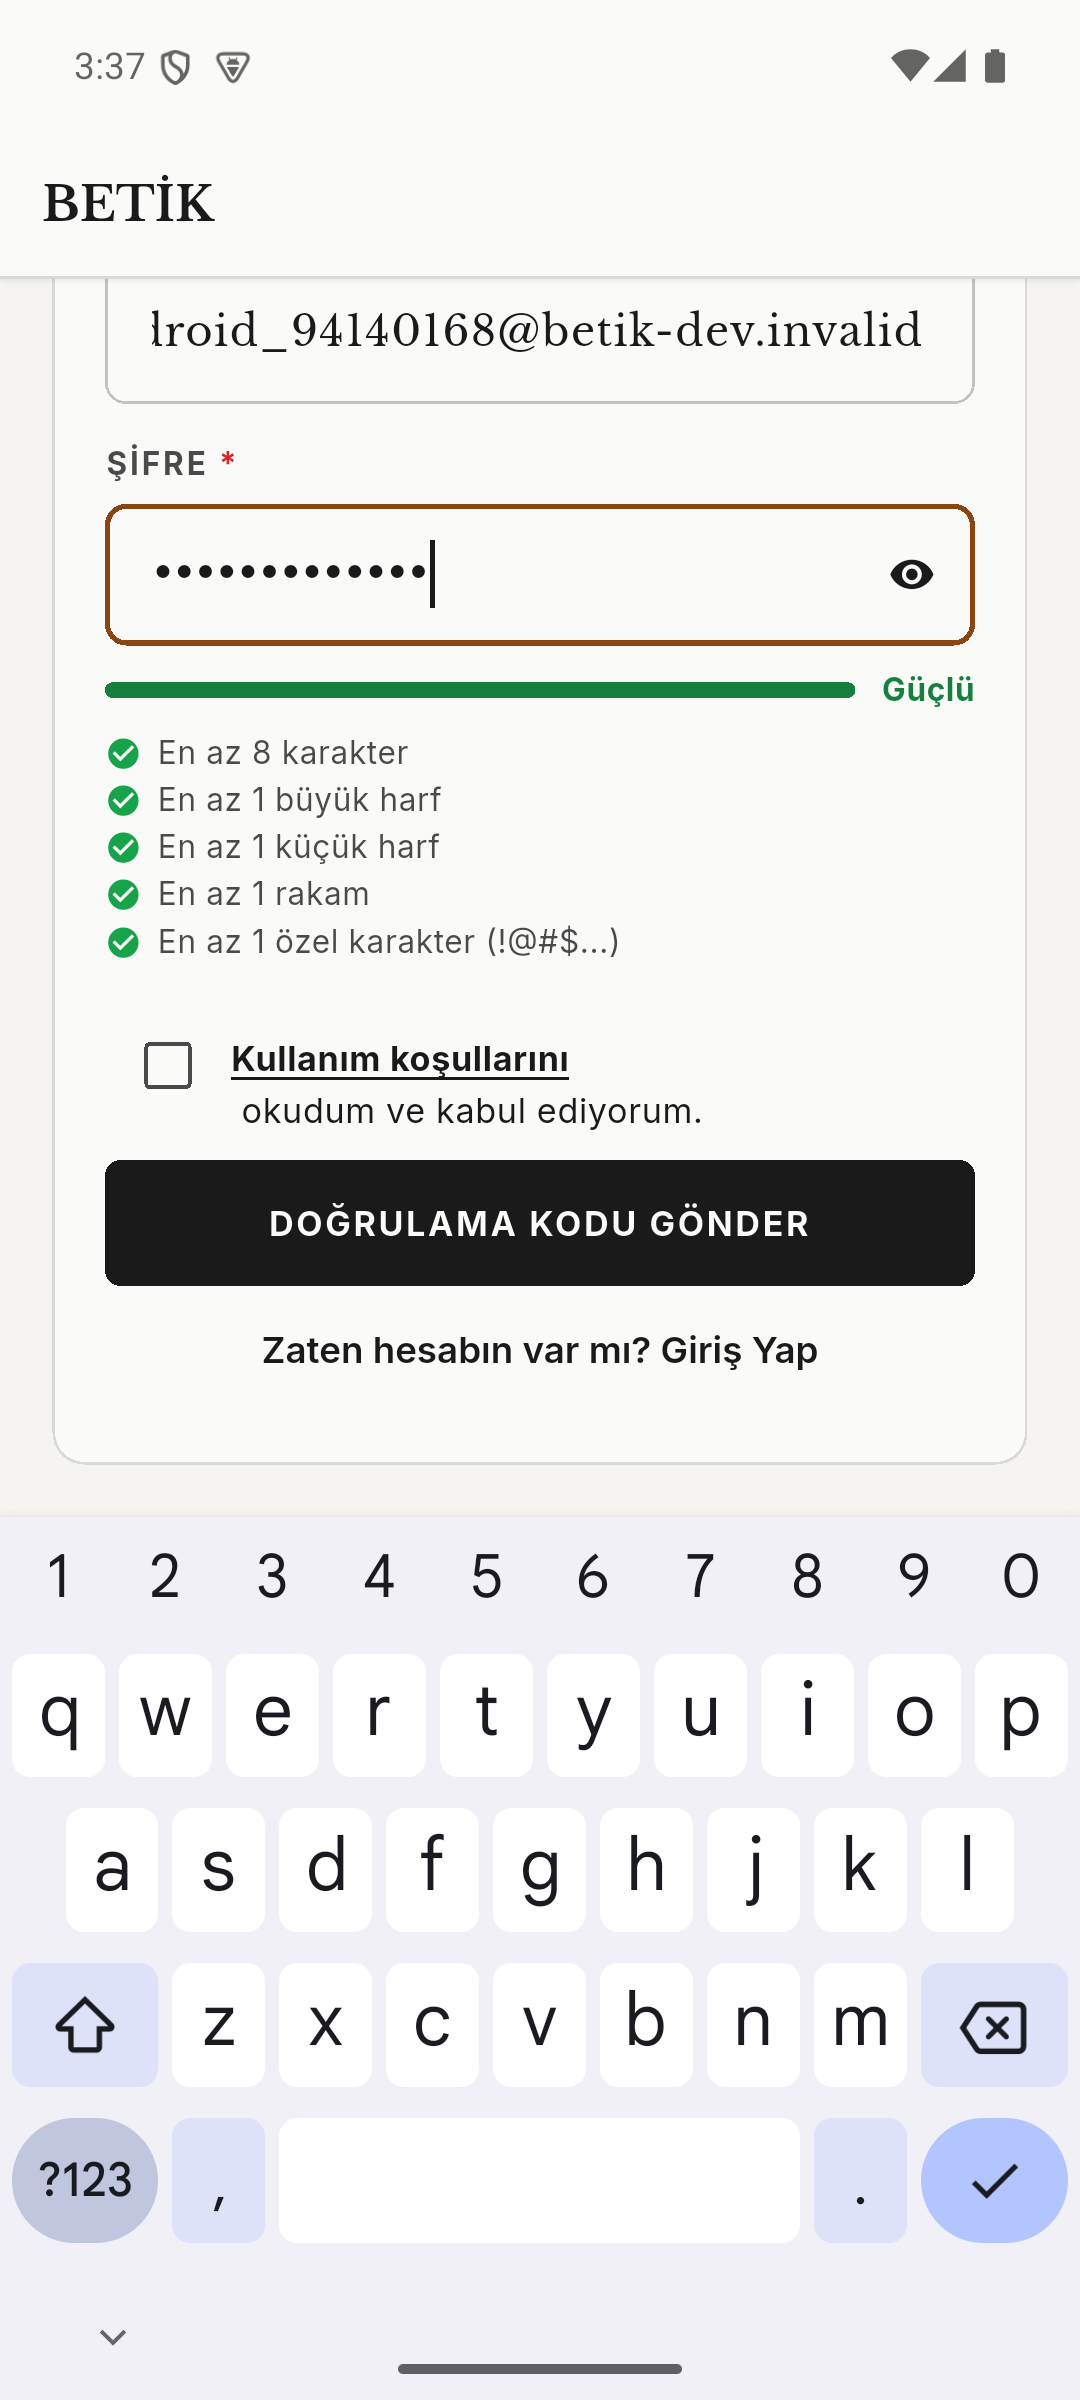 3:37
BETİK
droid_94140168@betik-dev.invalid
ŞİFRE *
•••••••••••••
Güçlü
En az 8 karakter
En az 1 büyük harf
En az 1 küçük harf
En az 1 rakam
En az 1 özel karakter (!@#$...)
Kullanım koşullarını
okudum ve kabul ediyorum.
DOĞRULAMA KODU GÖNDER
Zaten hesabın var mı? Giriş Yap
1 2 3 4 5 6 7 8 9 0
q w e r t y u i o p
a s d f g h j k l
z x c v b n m
?123 , .